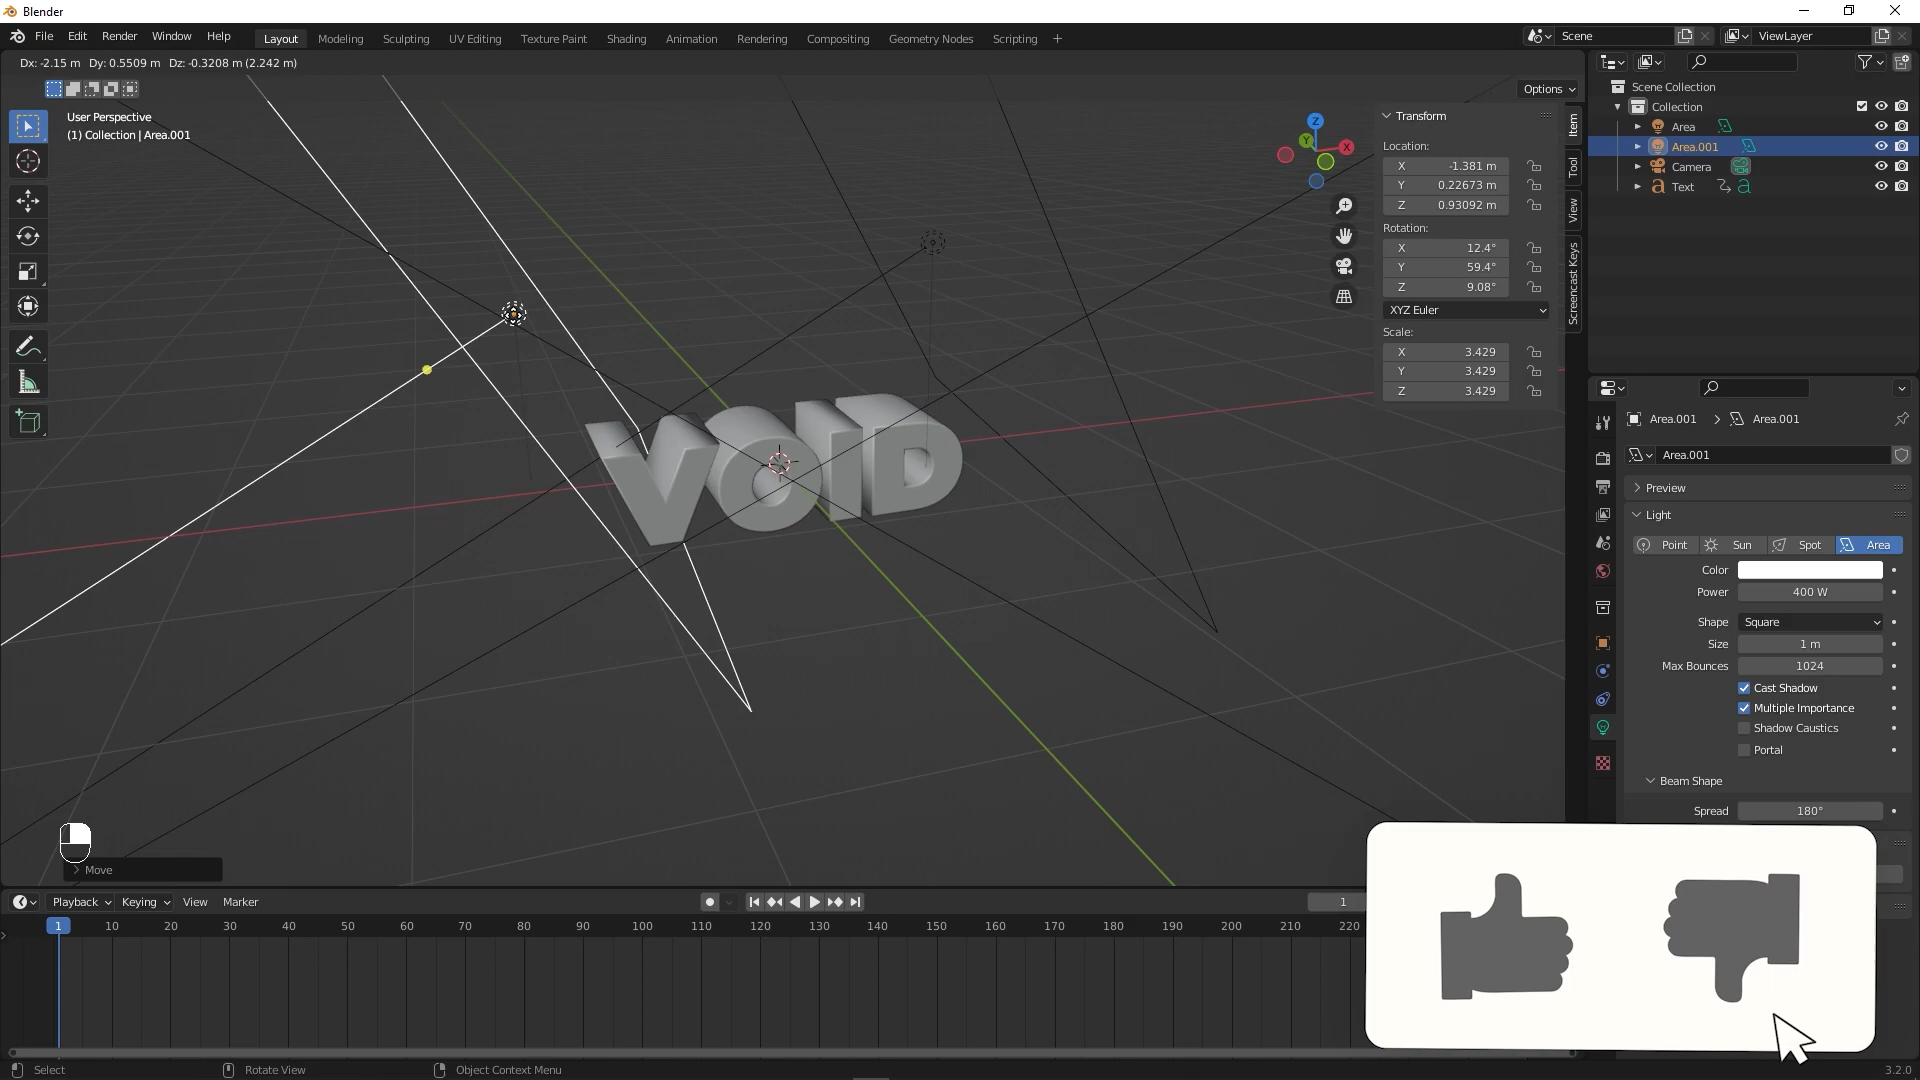 Blender
File Edit Render Window Help Layout Modeling Sculpting UV Editing Texture Paint Shading Animation Rendering Compositing Geometry Nodes Scripting + Scene ViewLayer
Dx: -2.15 m Dy: 0.5509 m Dz: -0.3208 m (2.242 m)
Options
User Perspective
(1) Collection | Area.001
Z
Y
X
Transform
Location:
X -1.381 m
Y 0.22673 m
Z 0.93092 m
Rotation:
X 12.4°
Y 59.4°
Z 9.08°
XYZ Euler
Scale:
X 3.429
Y 3.429
Z 3.429
Item
Tool
View
Screencast Keys
Scene Collection
Collection
Area
Area.001
Camera
Text
Area.001 Area.001
Area.001
Preview
Light
Point Sun Spot Area
Color
Power 400 W
Shape Square
Size 1 m
Max Bounces 1024
Cast Shadow
Multiple Importance
Shadow Caustics
Portal
Beam Shape
Spread 180°
VOID
Move
Playback Keying View Marker 1
1 10 20 30 40 50 60 70 80 90 100 110 120 130 140 150 160 170 180 190 200 210 220
Select Rotate View Object Context Menu 3.2.0